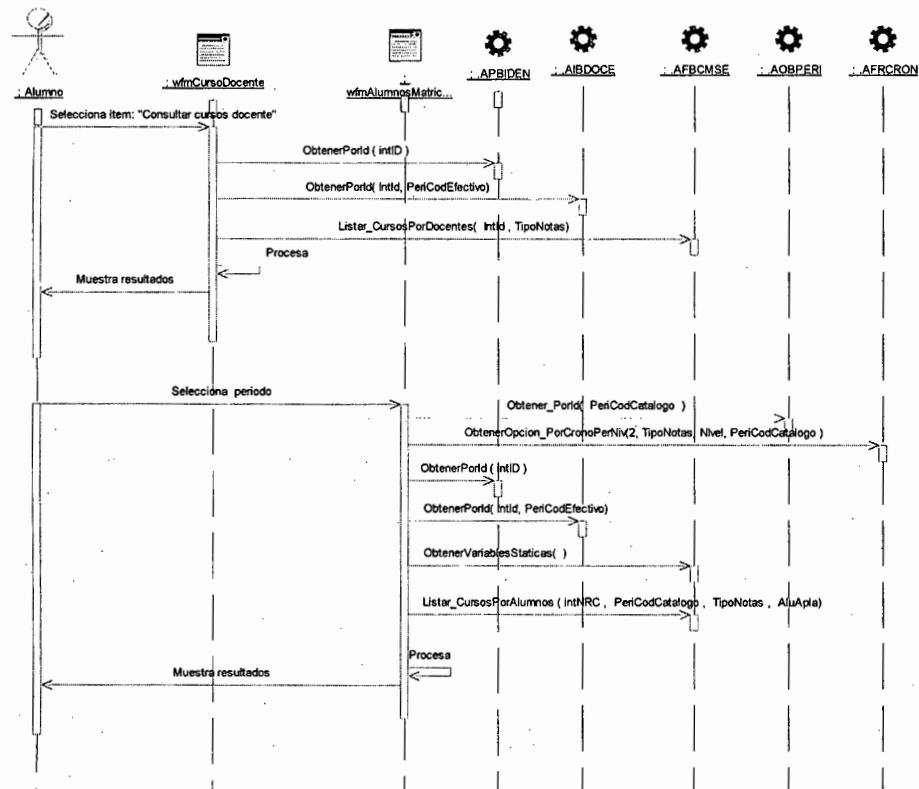 : Alumno
: wfmCursoDocente
:
wfmAlumnosMatric...
: .APBIDEN
: .AIBDOCE
: .AFBCMSE
: .AOBPERI
: .AFRCRON
Selecciona ítem: "Consultar cursos docente"
ObtenerPorId ( intID )
ObtenerPorId( IntId, PeriCodEfectivo)
Listar_CursosPorDocentes( IntId , TipoNotas)
Procesa
Muestra resultados
Selecciona periodo
Obtener_PorId( PeriCodCatalogo )
ObtenerOpcion_PorCronoPerNiv(2, TipoNotas, Nivel, PeriCodCatalogo )
ObtenerPorId ( intID )
ObtenerPorId( IntId, PeriCodEfectivo)
ObtenerVariablesStaticas( )
Listar_CursosPorAlumnos ( intNRC , PeriCodCatalogo , TipoNotas , AluApla)
Procesa
Muestra resultados